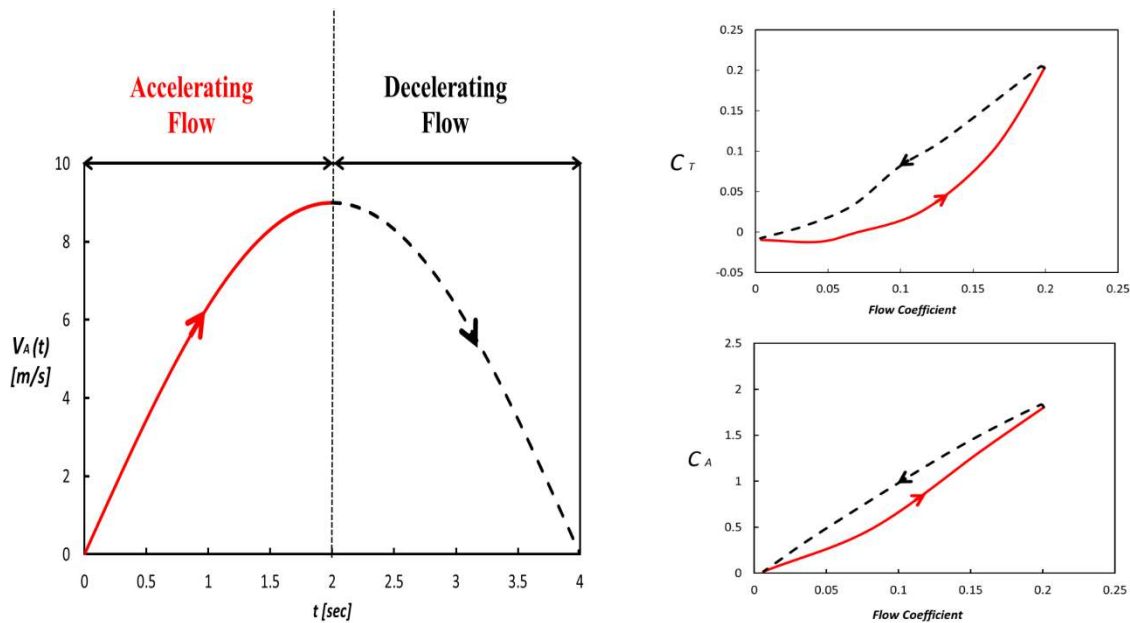 Accelerating
Flow
Decelerating
Flow
10
8
6
4
2
0
V_A(t)
[m/s]
0 0.5 1 1.5 2 2.5 3 3.5 4
t [sec]
0.25
0.2
0.15
0.1
0.05
0
-0.05
C_T
0 0.05 0.1 0.15 0.2 0.25
Flow Coefficient
2.5
2
1.5
1
0.5
0
C_A
0 0.05 0.1 0.15 0.2 0.25
Flow Coefficient